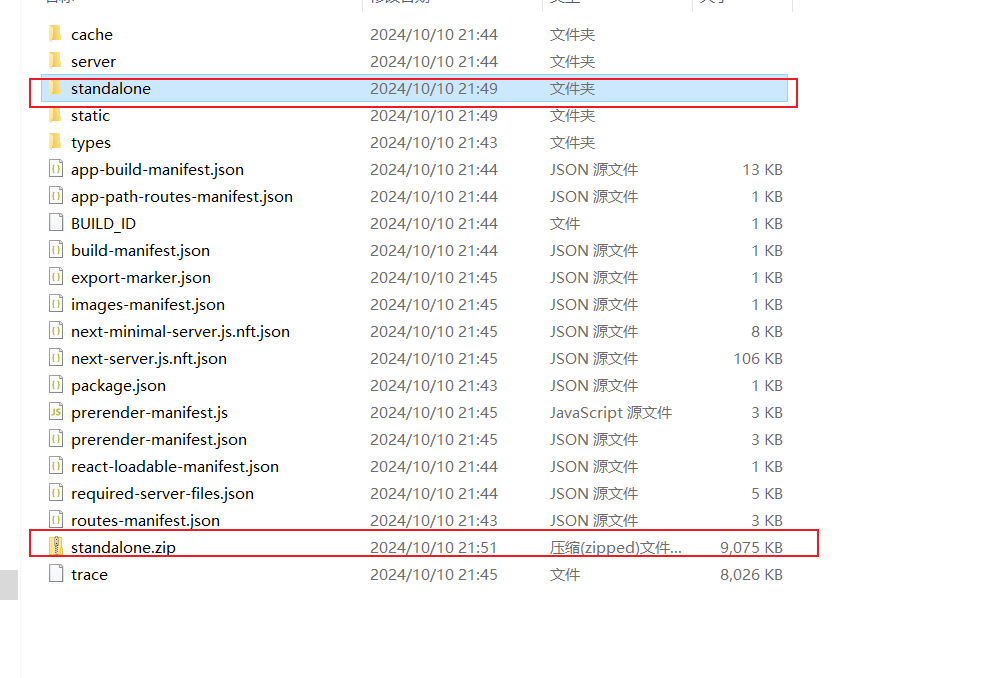 cache 2024/10/10 21:44 文件夹
server 2024/10/10 21:44 文件夹
standalone 2024/10/10 21:49 文件夹
static 2024/10/10 21:49 文件夹
types 2024/10/10 21:43 文件夹
app-build-manifest.json 2024/10/10 21:44 JSON 源文件 13 KB
app-path-routes-manifest.json 2024/10/10 21:44 JSON 源文件 1 KB
BUILD_ID 2024/10/10 21:44 文件 1 KB
build-manifest.json 2024/10/10 21:44 JSON 源文件 1 KB
export-marker.json 2024/10/10 21:45 JSON 源文件 1 KB
images-manifest.json 2024/10/10 21:45 JSON 源文件 1 KB
next-minimal-server.js.nft.json 2024/10/10 21:45 JSON 源文件 8 KB
next-server.js.nft.json 2024/10/10 21:45 JSON 源文件 106 KB
package.json 2024/10/10 21:43 JSON 源文件 1 KB
prerender-manifest.js 2024/10/10 21:45 JavaScript 源文件 3 KB
prerender-manifest.json 2024/10/10 21:45 JSON 源文件 3 KB
react-loadable-manifest.json 2024/10/10 21:44 JSON 源文件 1 KB
required-server-files.json 2024/10/10 21:44 JSON 源文件 5 KB
routes-manifest.json 2024/10/10 21:43 JSON 源文件 3 KB
standalone.zip 2024/10/10 21:51 压缩(zipped)文件... 9,075 KB
trace 2024/10/10 21:45 文件 8,026 KB